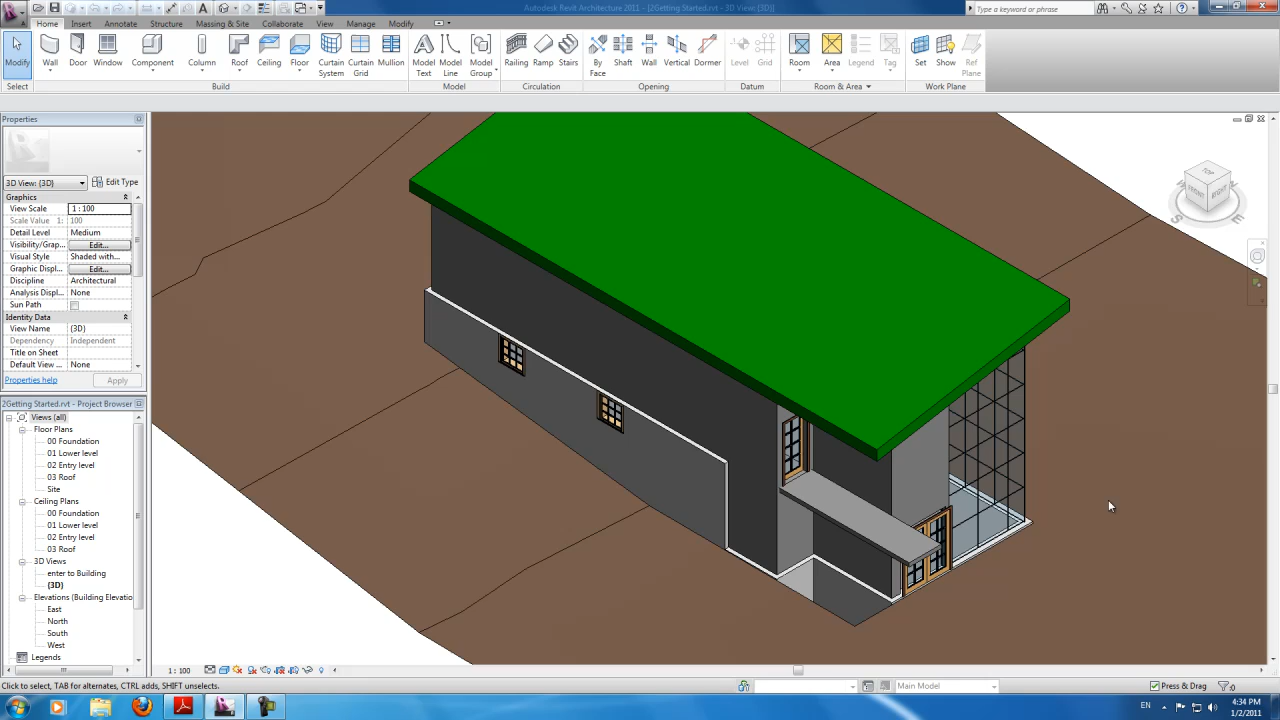 Autodesk Revit Architecture 2011 - [2Getting Started.rvt - 3D View: {3D}]
Type a keyword or phrase
Home Insert Annotate Structure Massing & Site Collaborate View Manage Modify
Modify Wall Door Window Component Column Roof Ceiling Floor Curtain System Curtain Grid Mullion Model Text Model Line Model Group Railing Ramp Stairs By Face Shaft Wall Vertical Dormer Level Grid Room Area Legend Tag Set Show Ref Plane
Select Build Model Circulation Opening Datum Room & Area Work Plane
Properties
3D View: {3D} Edit Type
Graphics
View Scale 1 : 100
Scale Value 1: 100
Detail Level Medium
Visibility/Grap... Edit...
Visual Style Shaded with...
Graphic Displ... Edit...
Discipline Architectural
Analysis Displ... None
Sun Path
Identity Data
View Name {3D}
Dependency Independent
Title on Sheet
Default View ... None
Properties help Apply
2Getting Started.rvt - Project Browser
Views (all)
Floor Plans
00 Foundation
01 Lower level
02 Entry level
03 Roof
Site
Ceiling Plans
00 Foundation
01 Lower level
02 Entry level
03 Roof
3D Views
enter to Building
{3D}
Elevations (Building Elevatio
East
North
South
West
Legends
TOP
FRONT RIGHT
S E
1 : 100
Click to select, TAB for alternates, CTRL adds, SHIFT unselects.
Main Model
Press & Drag
:0
EN
4:34 PM
1/2/2011